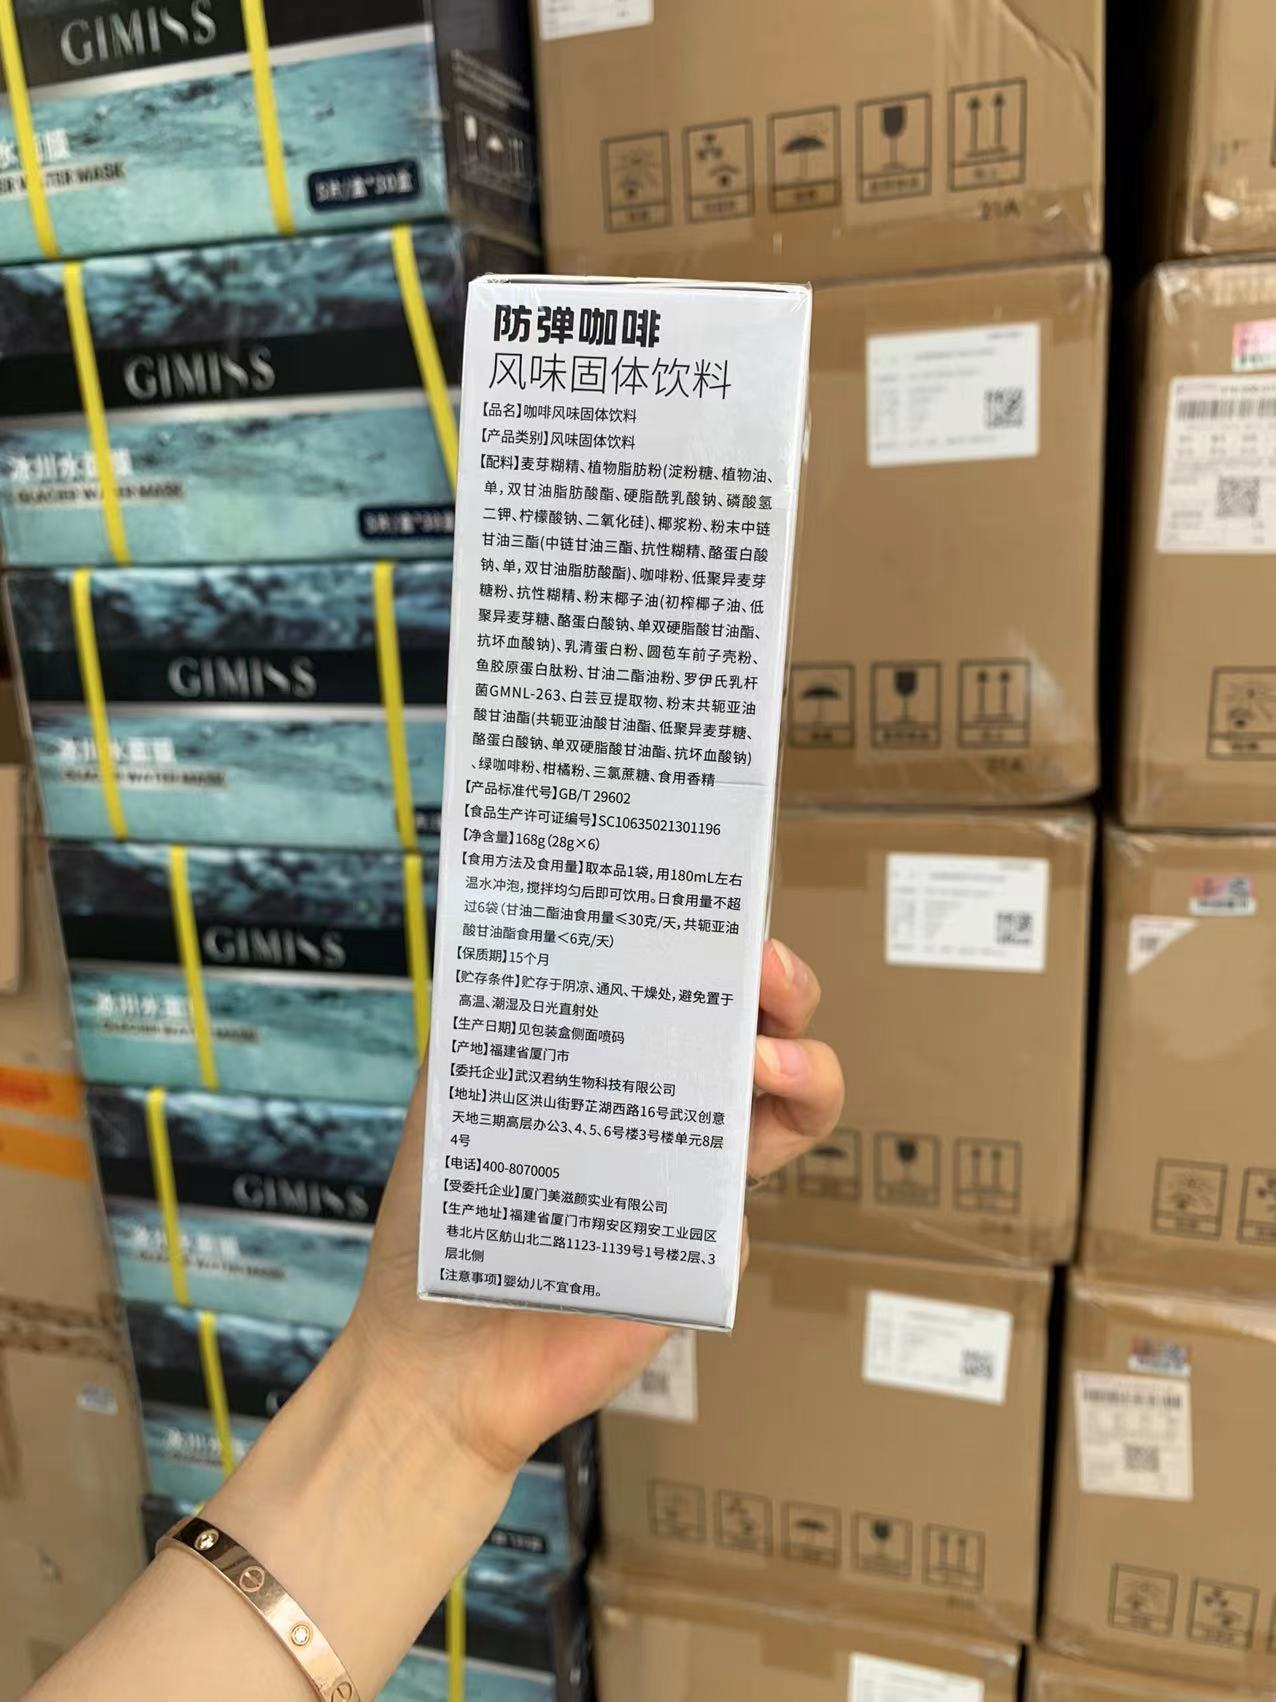 GIMISS
5片/盒*30盒
GIMISS
冰川水面膜
GLACIER WATER MASK
GIMISS
GIMISS
GIMISS
21A
防弹咖啡
风味固体饮料
【品名】咖啡风味固体饮料
【产品类别】风味固体饮料
【配料】麦芽糊精、植物脂肪粉(淀粉糖、植物油、
单,双甘油脂肪酸酯、硬脂酰乳酸钠、磷酸氢
二钾、柠檬酸钠、二氧化硅)、椰浆粉、粉末中链
甘油三酯(中链甘油三酯、抗性糊精、酪蛋白酸
钠、单,双甘油脂肪酸酯)、咖啡粉、低聚异麦芽
糖粉、抗性糊精、粉末椰子油(初榨椰子油、低
聚异麦芽糖、酪蛋白酸钠、单双硬脂酸甘油酯、
抗坏血酸钠)、乳清蛋白粉、圆苞车前子壳粉、
鱼胶原蛋白肽粉、甘油二酯油粉、罗伊氏乳杆
菌GMNL-263、白芸豆提取物、粉末共轭亚油
酸甘油酯(共轭亚油酸甘油酯、低聚异麦芽糖、
酪蛋白酸钠、单双硬脂酸甘油酯、抗坏血酸钠)
、绿咖啡粉、柑橘粉、三氯蔗糖、食用香精
【产品标准代号】GB/T 29602
【食品生产许可证编号】SC10635021301196
【净含量】168g(28g×6)
【食用方法及食用量】取本品1袋,用180mL左右
温水冲泡,搅拌均匀后即可饮用。日食用量不超
过6袋(甘油二酯油食用量≤30克/天,共轭亚油
酸甘油酯食用量<6克/天)
【保质期】15个月
【贮存条件】贮存于阴凉、通风、干燥处,避免置于
高温、潮湿及日光直射处
【生产日期】见包装盒侧面喷码
【产地】福建省厦门市
【委托企业】武汉君纳生物科技有限公司
【地址】洪山区洪山街野芷湖西路16号武汉创意
天地三期高层办公3、4、5、6号楼3号楼单元8层
4号
【电话】400-8070005
【受委托企业】厦门美滋颜实业有限公司
【生产地址】福建省厦门市翔安区翔安工业园区
巷北片区舫山北二路1123-1139号1号楼2层、3
层北侧
【注意事项】婴幼儿不宜食用。